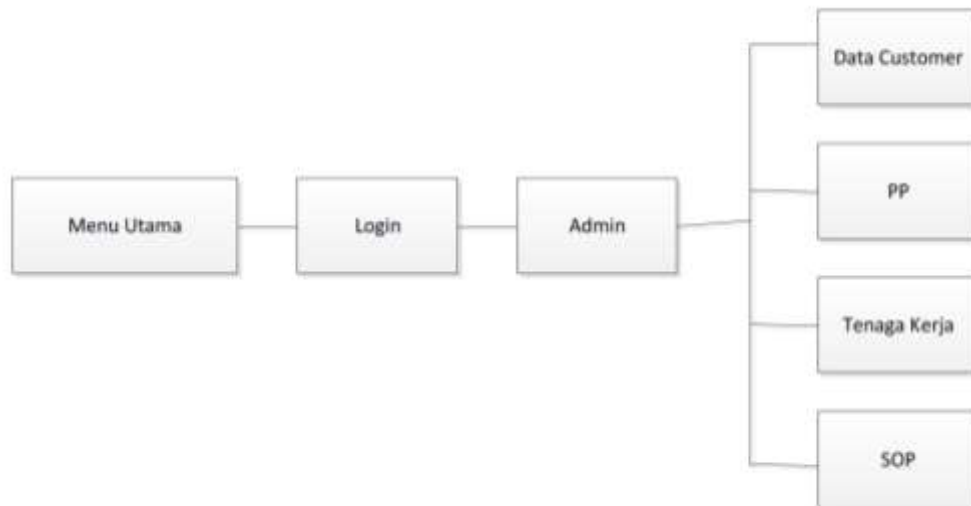 Data Customer
PP
Menu Utama
Login
Admin
Tenaga Kerja
SOP